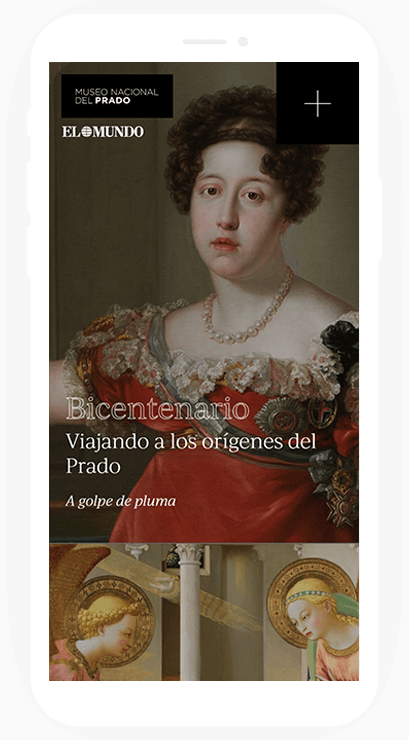 MUSEO NACIONAL
DEL PRADO
EL MUNDO
Bicentenario
Viajando a los orígenes del
Prado
A golpe de pluma